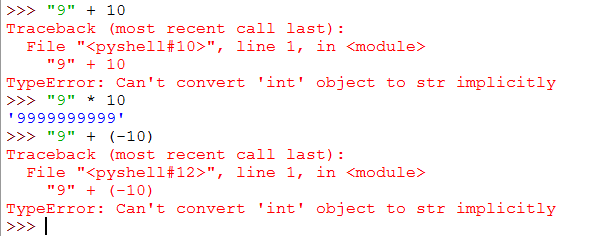 >>> "9" + 10
Traceback (most recent call last):
  File "<pyshell#10>", line 1, in <module>
    "9" + 10
TypeError: Can't convert 'int' object to str implicitly
>>> "9" * 10
'9999999999'
>>> "9" + (-10)
Traceback (most recent call last):
  File "<pyshell#12>", line 1, in <module>
    "9" + (-10)
TypeError: Can't convert 'int' object to str implicitly
>>>